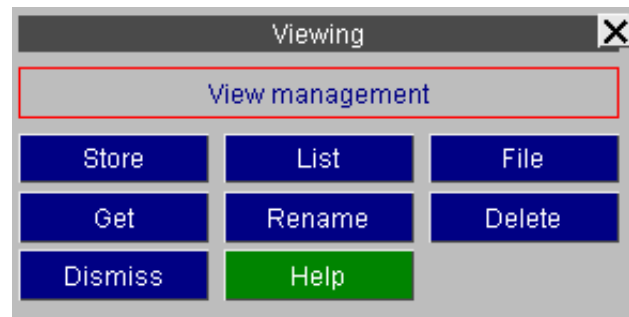 Viewing
View management
Store List File
Get Rename Delete
Dismiss Help